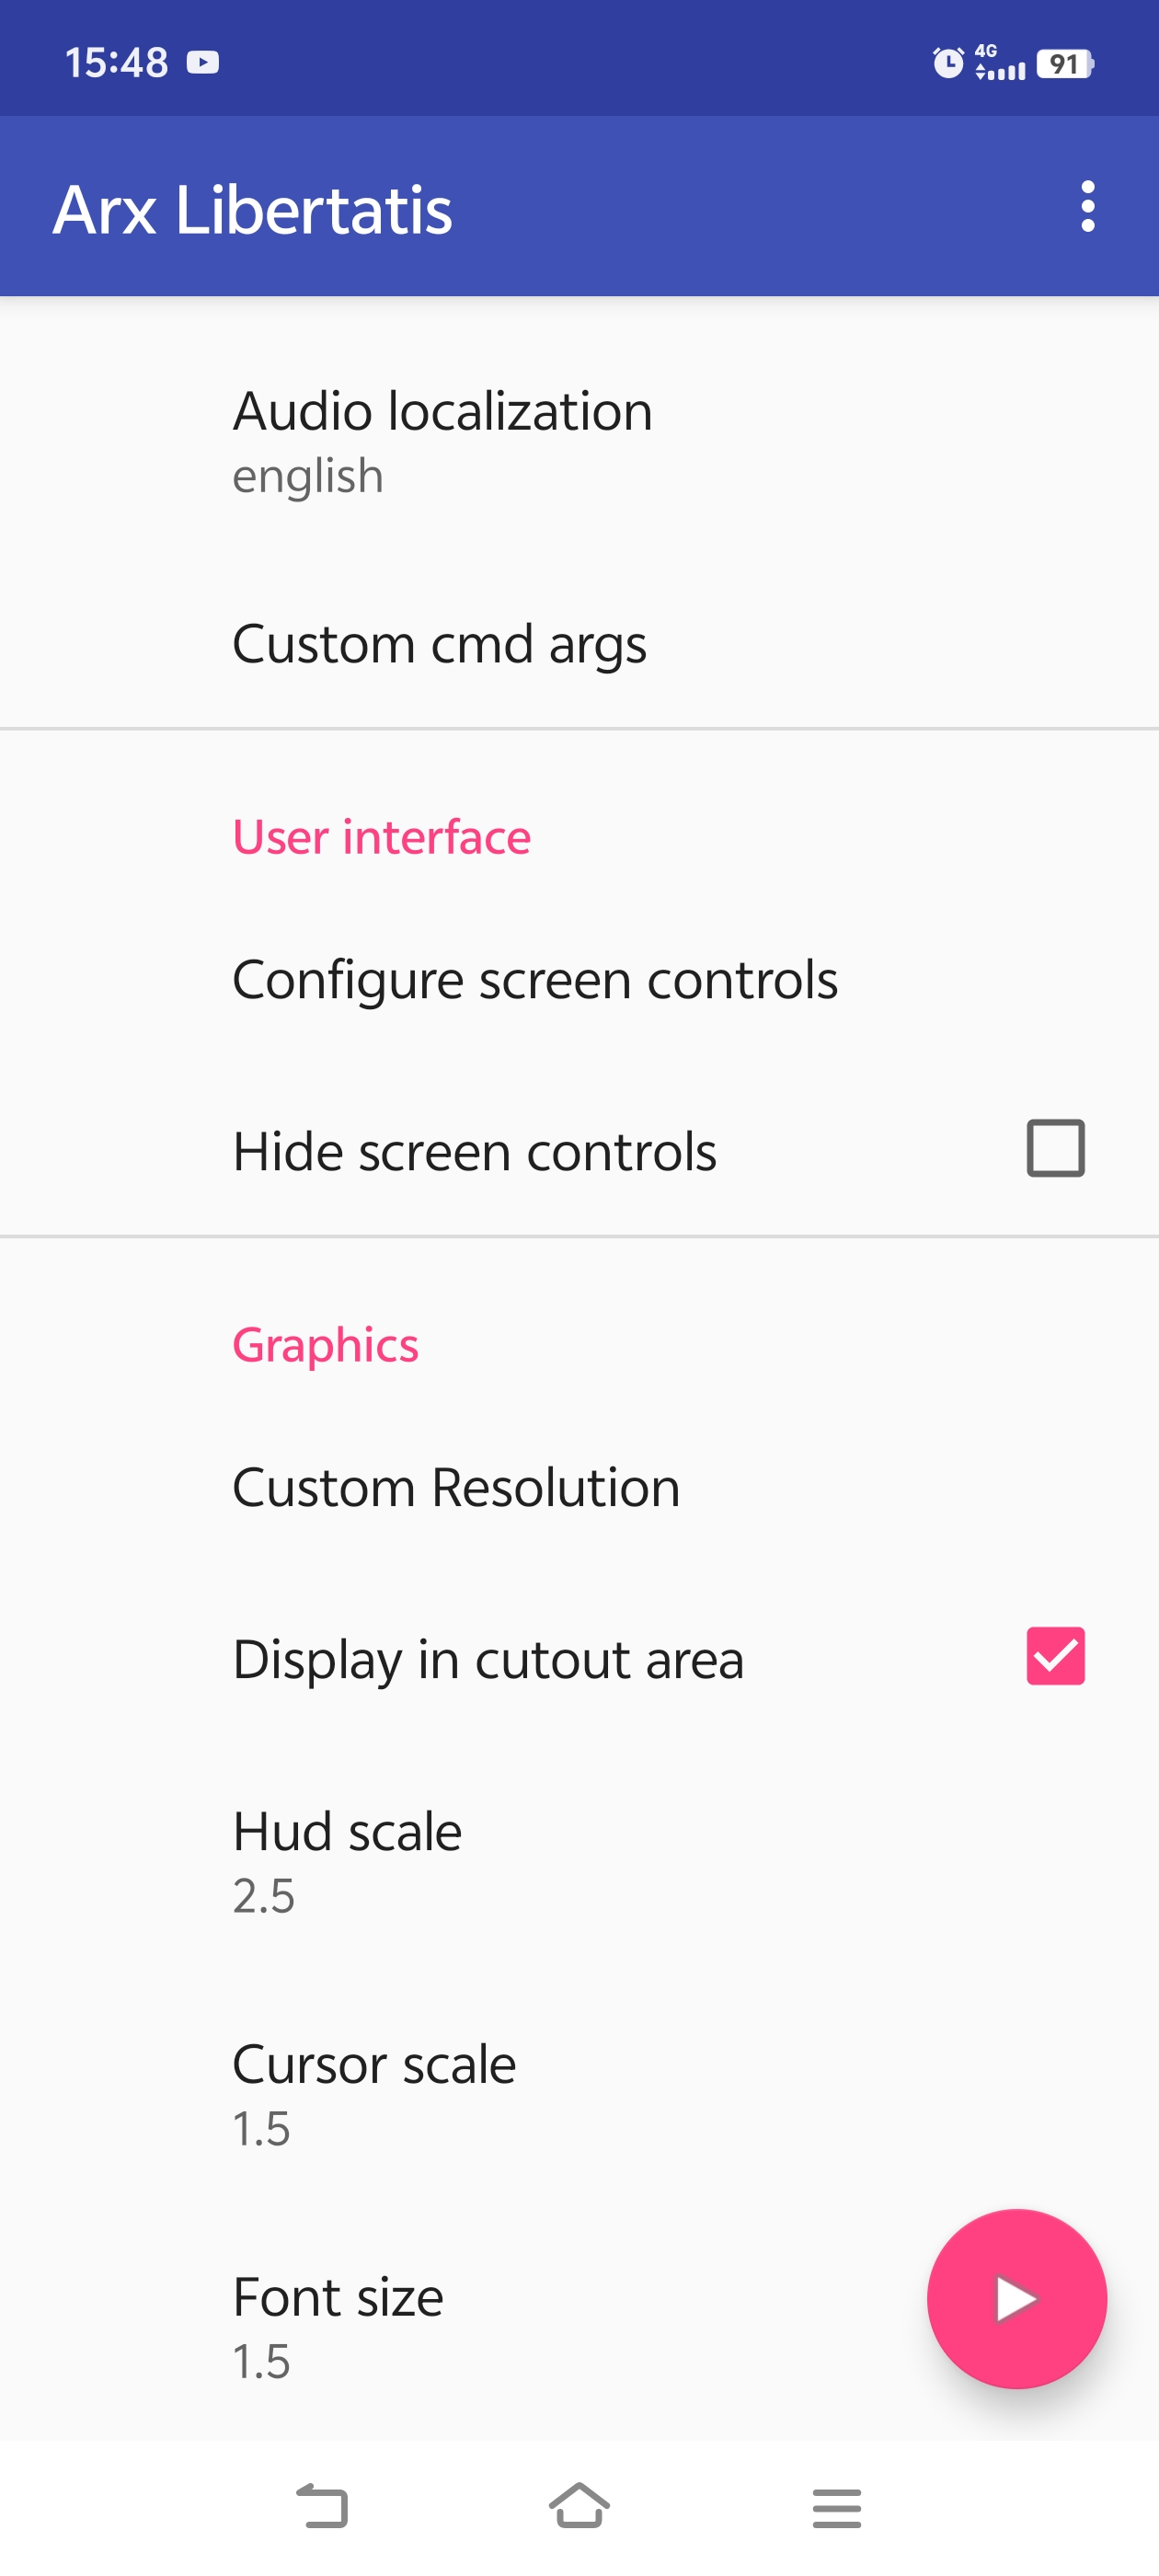 15:48
4G
91
Arx Libertatis
Audio localization
english
Custom cmd args
User interface
Configure screen controls
Hide screen controls
Graphics
Custom Resolution
Display in cutout area
Hud scale
2.5
Cursor scale
1.5
Font size
1.5